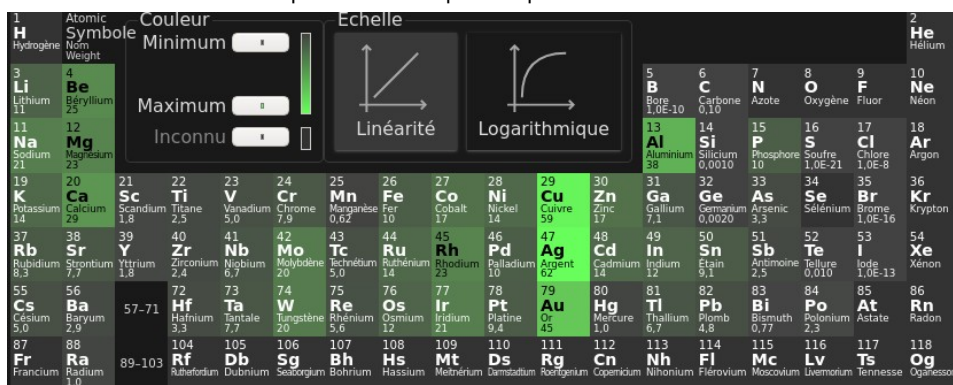 1 Atomic Couleur Echelle 2
H Symbole Minimum He
Hydrogène Nom Hélium
Weight
3 4 5 6 7 8 9 10
Li Be B C N O F Ne
Lithium Béryllium Bore Carbone Azote Oxygène Fluor Néon
11 25 Maximum 1,0E-10 0,10
11 12 Linéarité Logarithmique 13 14 15 16 17 18
Na Mg Inconnu Al Si P S Cl Ar
Sodium Magnésium Aluminium Silicium Phosphore Soufre Chlore Argon
21 23 38 0,0010 10 1,0E-21 1,0E-8
19 20 21 22 23 24 25 26 27 28 29 30 31 32 33 34 35 36
K Ca Sc Ti V Cr Mn Fe Co Ni Cu Zn Ga Ge As Se Br Kr
Potassium Calcium Scandium Titane Vanadium Chrome Manganèse Fer Cobalt Nickel Cuivre Zinc Gallium Germanium Arsenic Sélénium Brome Krypton
14 29 1,8 2,5 5,0 7,9 0,62 10 17 14 59 17 7,1 0,0020 3,3 1,0E-16
37 38 39 40 41 42 43 44 45 46 47 48 49 50 51 52 53 54
Rb Sr Y Zr Nb Mo Tc Ru Rh Pd Ag Cd In Sn Sb Te I Xe
Rubidium Strontium Yttrium Zirconium Niobium Molybdène Technétium Ruthénium Rhodium Palladium Argent Cadmium Indium Étain Antimoine Tellure Iode Xénon
8,3 7,7 1,8 2,4 6,7 20 5,0 14 23 10 62 14 12 9,1 2,5 0,010 1,0E-13
55 56 57–71 72 73 74 75 76 77 78 79 80 81 82 83 84 85 86
Cs Ba Hf Ta W Re Os Ir Pt Au Hg Tl Pb Bi Po At Rn
Césium Baryum Hafnium Tantale Tungstène Rhénium Osmium Iridium Platine Or Mercure Thallium Plomb Bismuth Polonium Astate Radon
5,0 2,9 3,3 7,7 20 5,6 12 21 9,4 45 1,0 6,7 4,8 0,77 2,3
87 88 89–103 104 105 106 107 108 109 110 111 112 113 114 115 116 117 118
Fr Ra Rf Db Sg Bh Hs Mt Ds Rg Cn Nh Fl Mc Lv Ts Og
Francium Radium Rutherfordium Dubnium Seaborgium Bohrium Hassium Meitnérium Darmstadtium Roentgenium Copernicium Nihonium Flérovium Moscovium Livermorium Tennesse Oganesson
1,0